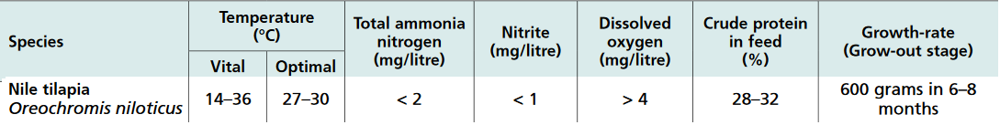 Species
Temperature
(°C)
Vital
Optimal
Total ammonia
nitrogen
(mg/litre)
Nitrite
(mg/litre)
Dissolved
oxygen
(mg/litre)
Crude protein
in feed
(%)
Growth-rate
(Grow-out stage)
Nile tilapia
Oreochromis niloticus
14–36
27–30
< 2
< 1
> 4
28–32
600 grams in 6–8
months